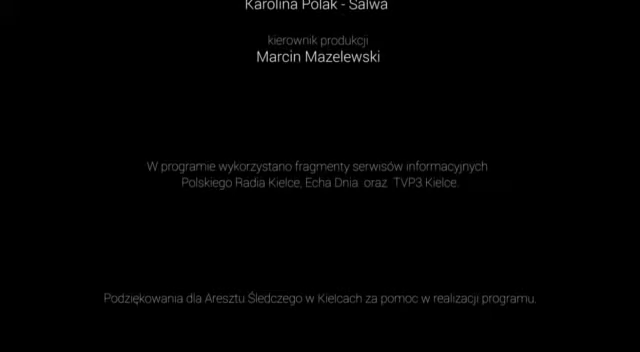 Karolina Polak - Salwa
kierownik produkcji
Marcin Mazelewski
W programie wykorzystano fragmenty serwisów informacyjnych
Polskiego Radia Kielce, Echa Dnia oraz TVP3 Kielce.
Podziękowania dla Aresztu Śledczego w Kielcach za pomoc w realizacji programu.